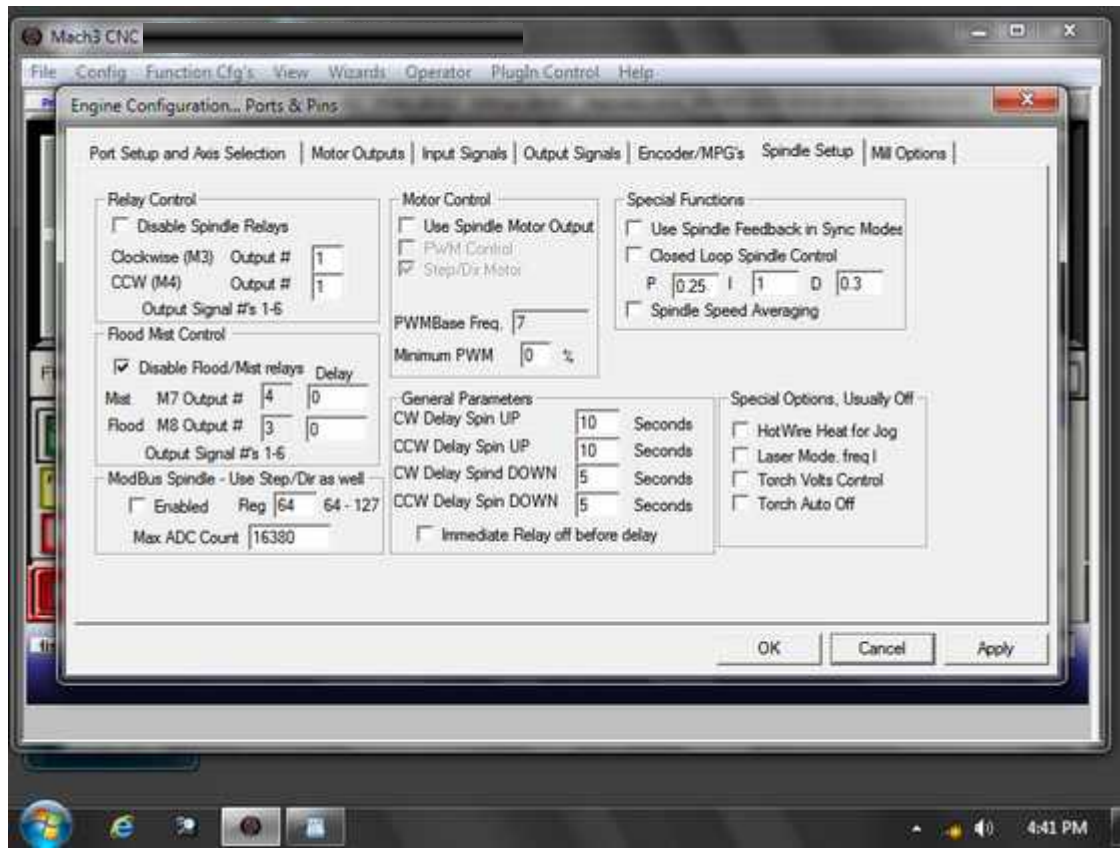 Mach3 CNC
File Config Function Cfg's View Wizards Operator PlugIn Control Help
Engine Configuration... Ports & Pins
Port Setup and Axis Selection Motor Outputs Input Signals Output Signals Encoder/MPG's Spindle Setup Mill Options
Relay Control
Disable Spindle Relays
Clockwise (M3) Output # 1
CCW (M4) Output # 1
Output Signal #'s 1-6
Flood Mist Control
Disable Flood/Mist relays Delay
Mist M7 Output # 4 0
Flood M8 Output # 3 0
Output Signal #'s 1-6
ModBus Spindle - Use Step/Dir as well
Enabled Reg 64 64 - 127
Max ADC Count 16380
Motor Control
Use Spindle Motor Output
PWM Control
Step/Dir Motor
PWMBase Freq. 7
Minimum PWM 0 %
General Parameters
CW Delay Spin UP 10 Seconds
CCW Delay Spin UP 10 Seconds
CW Delay Spind DOWN 5 Seconds
CCW Delay Spin DOWN 5 Seconds
Immediate Relay off before delay
Special Functions
Use Spindle Feedback in Sync Modes
Closed Loop Spindle Control
P 0.25 I 1 D 0.3
Spindle Speed Averaging
Special Options, Usually Off
HotWire Heat for Jog
Laser Mode. freq I
Torch Volts Control
Torch Auto Off
OK Cancel Apply
4:41 PM